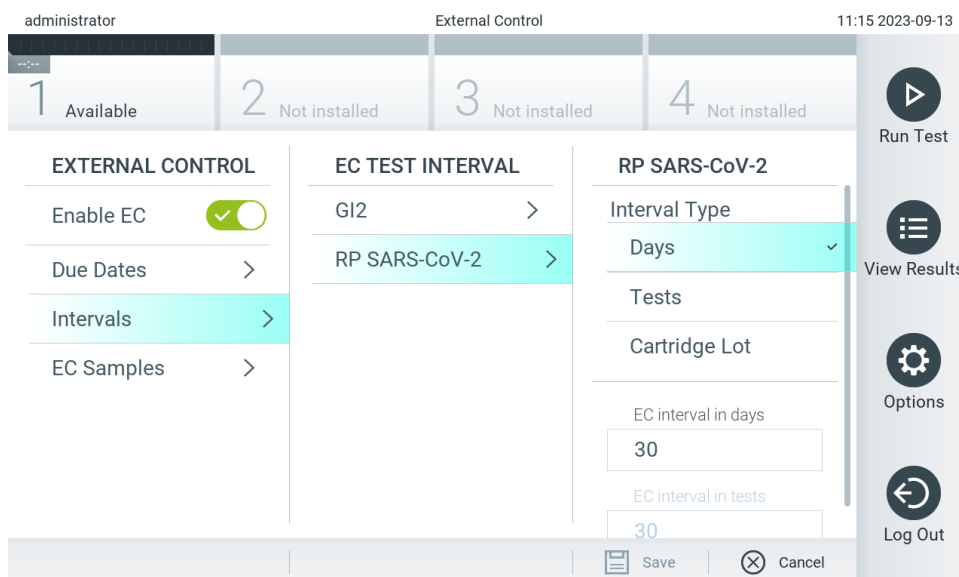 administrator
External Control
11:15 2023-09-13
--:--
1 Available
2 Not installed
3 Not installed
4 Not installed
EXTERNAL CONTROL
Enable EC
Due Dates
Intervals
EC Samples
EC TEST INTERVAL
GI2
RP SARS-CoV-2
RP SARS-CoV-2
Interval Type
Days
Tests
Cartridge Lot
EC interval in days
30
EC interval in tests
30
Save
Cancel
Run Test
View Results
Options
Log Out